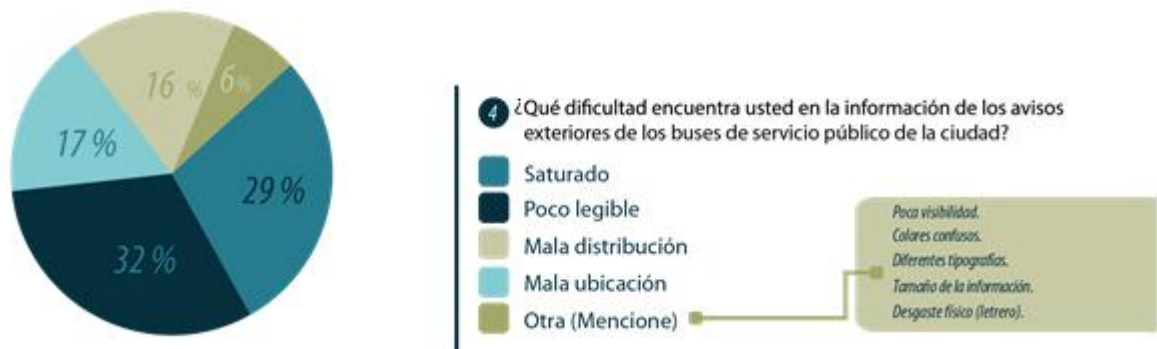 16 %
6%
17 %
29 %
32 %
4 ¿Qué dificultad encuentra usted en la información de los avisos
exteriores de los buses de servicio público de la ciudad?
Saturado
Poco legible
Mala distribución
Mala ubicación
Otra (Mencione)
Poca visibilidad.
Colores confusos.
Diferentes tipografías.
Tamaño de la información.
Desgaste físico (letrero).